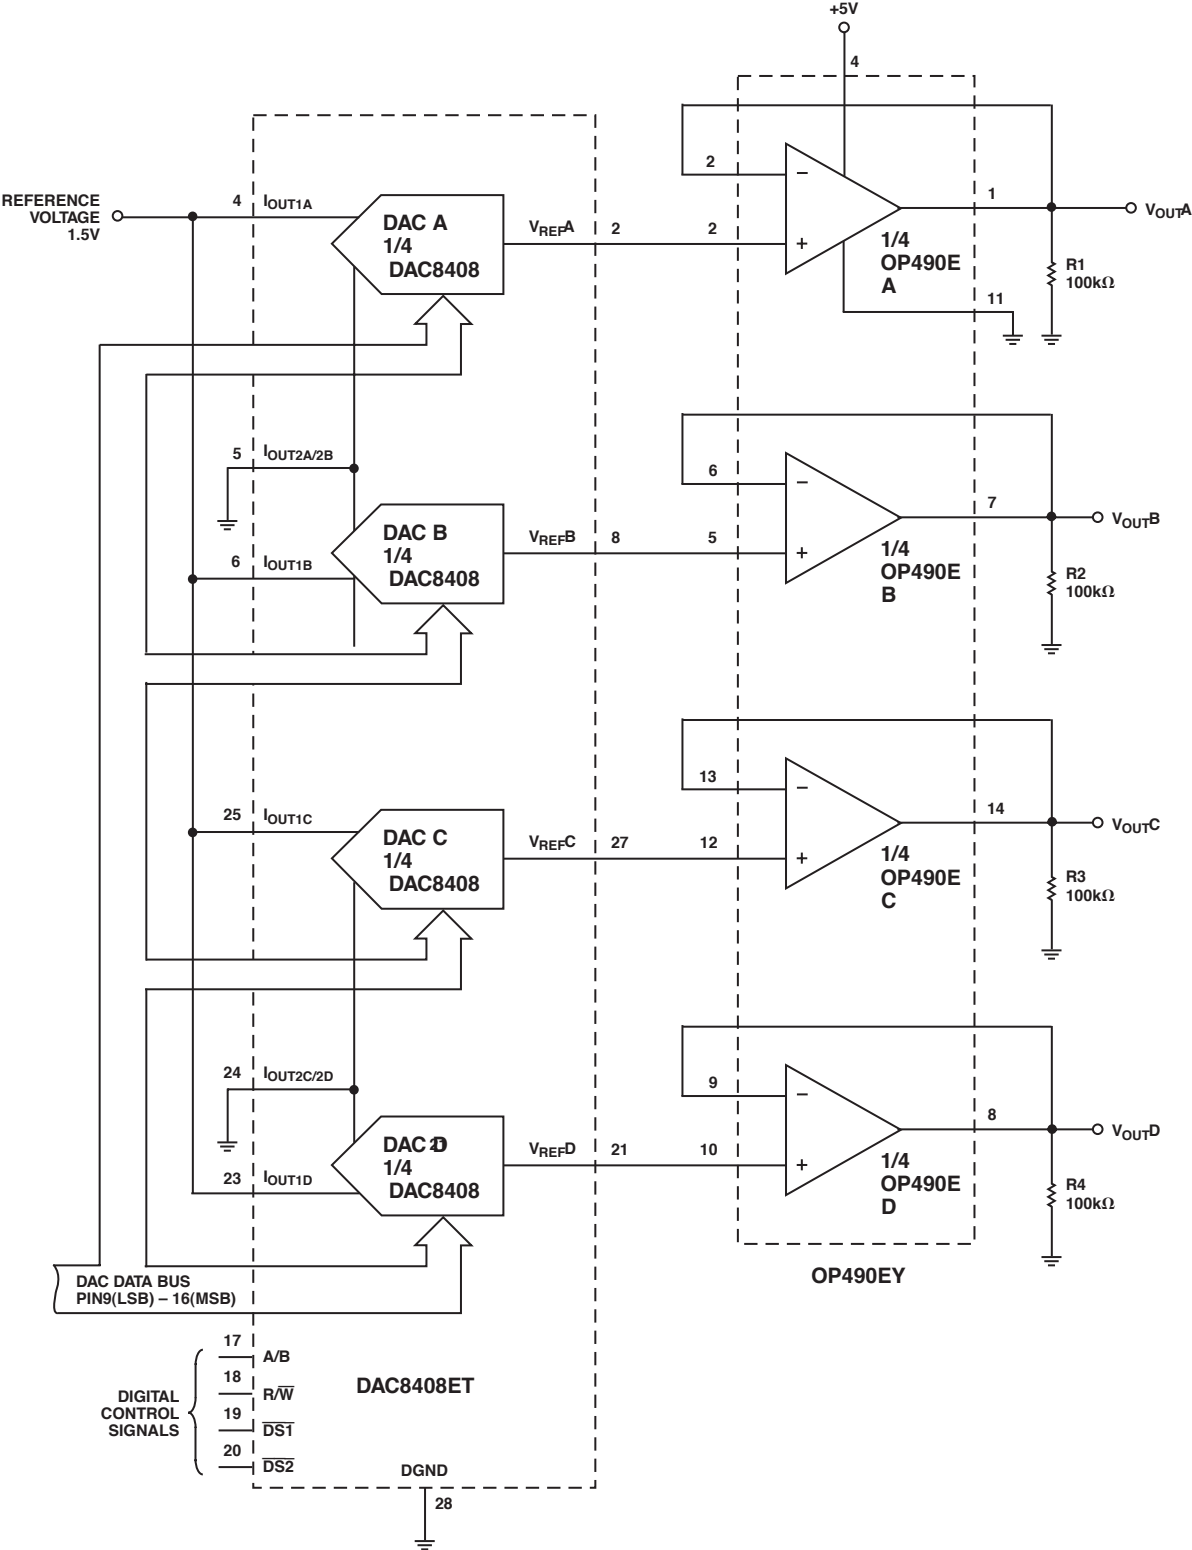 +5V
4
2
−
1
VOUTA
REFERENCE
VOLTAGE
1.5V
4
IOUT1A
DAC A
1/4
DAC8408
VREFA
2
2
+
1/4
OP490E
A
R1
100kΩ
11
5
IOUT2A/2B
6
−
7
VOUTB
DAC B
1/4
DAC8408
VREFB
8
5
+
6
IOUT1B
1/4
OP490E
B
R2
100kΩ
13
−
14
VOUTC
25
IOUT1C
DAC C
1/4
DAC8408
VREFC
27
12
+
1/4
OP490E
C
R3
100kΩ
24
IOUT2C/2D
9
−
8
VOUTD
DAC D
21
1/4
DAC8408
VREFD
21
10
+
23
IOUT1D
1/4
OP490E
D
R4
100kΩ
OP490EY
DAC DATA BUS
PIN9(LSB) – 16(MSB)
17
A/B
18
R/W̅
19
D̅S̅1̅
20
D̅S̅2̅
DIGITAL
CONTROL
SIGNALS
DAC8408ET
DGND
28